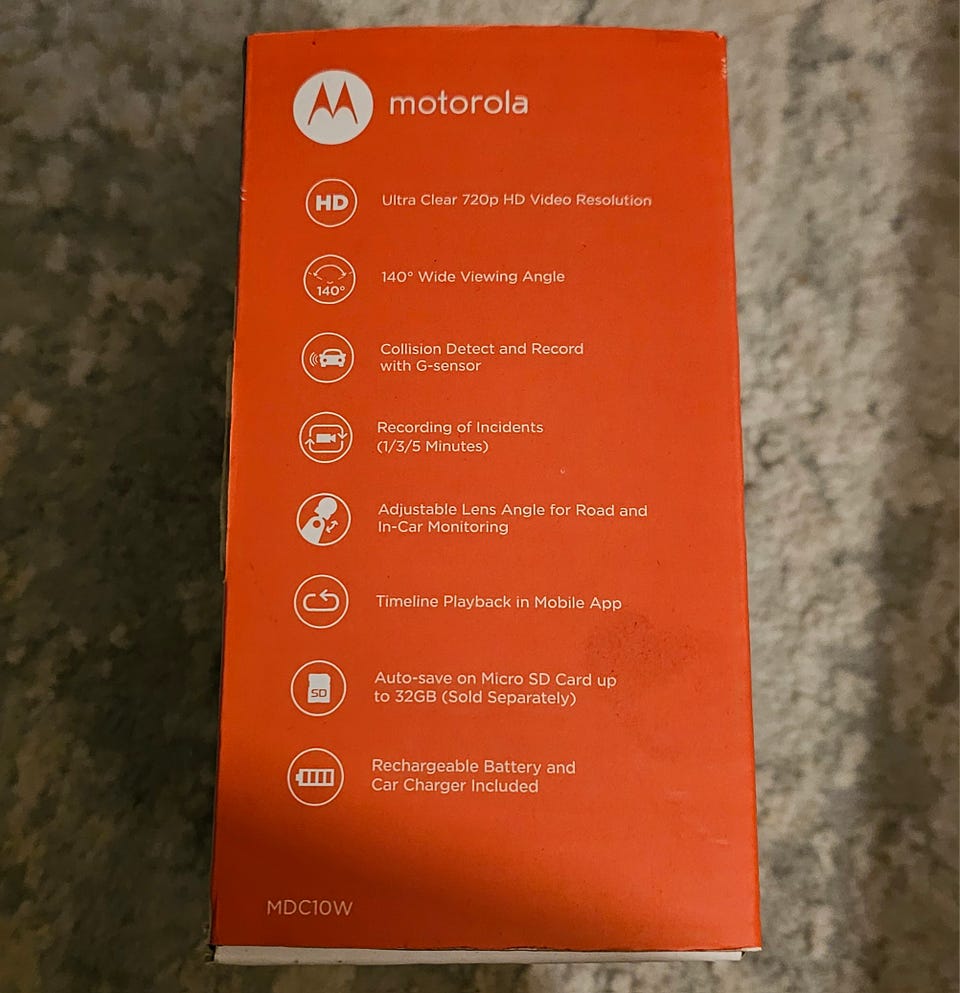 motorola
HD
Ultra Clear 720p HD Video Resolution
140°
140° Wide Viewing Angle
Collision Detect and Record
with G-sensor
Recording of Incidents
(1/3/5 Minutes)
Adjustable Lens Angle for Road and
In-Car Monitoring
Timeline Playback in Mobile App
SD
Auto-save on Micro SD Card up
to 32GB (Sold Separately)
Rechargeable Battery and
Car Charger Included
MDC10W